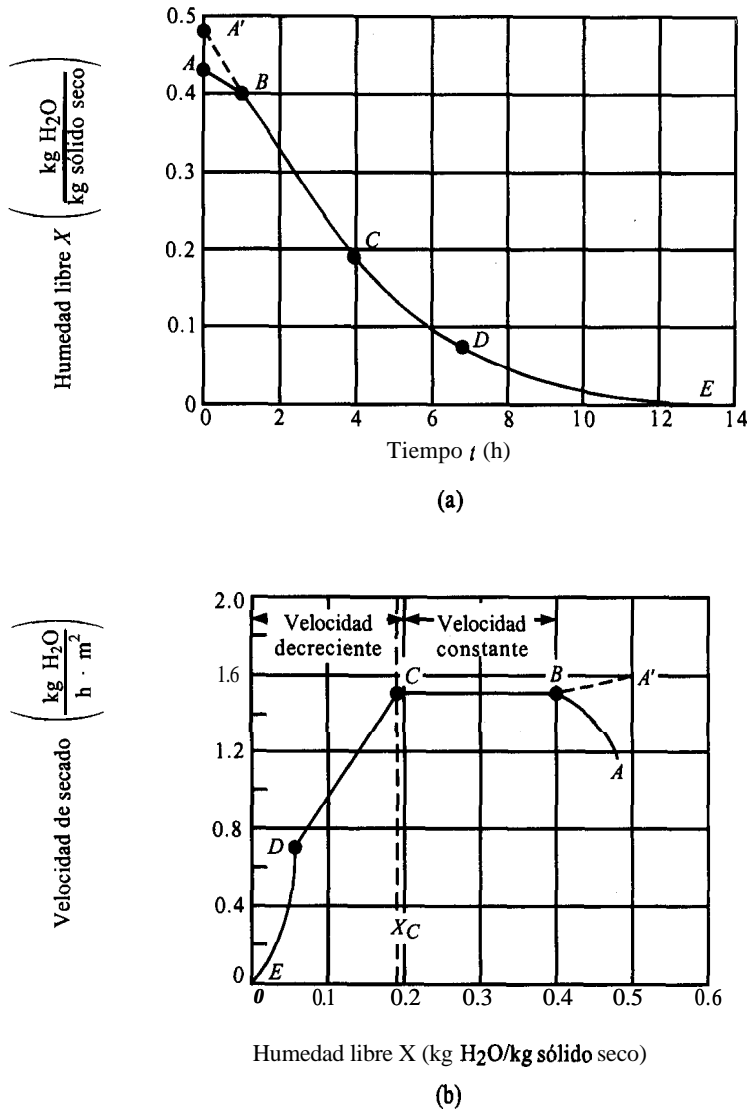 0.5
A'
A
B
0.4
0.3
0.2
C
0.1
D
E
0
0 2 4 6 8 10 12 14
Humedad libre X (kg H₂O / kg sólido seco)
Tiempo t (h)
(a)
2.0
Velocidad decreciente
Velocidad constante
1.6
C
B
A'
1.2
A
0.8
D
0.4
X_C
0
E
0 0.1 0.2 0.3 0.4 0.5 0.6
Velocidad de secado (kg H₂O / h · m²)
Humedad libre X (kg H₂O/kg sólido seco)
(b)